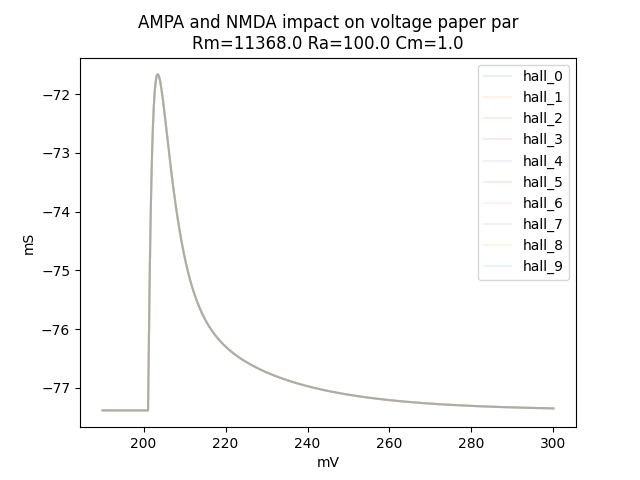 AMPA and NMDA impact on voltage paper par
Rm=11368.0 Ra=100.0 Cm=1.0
hall_0
hall_1
hall_2
hall_3
hall_4
hall_5
hall_6
hall_7
hall_8
hall_9
−72
−73
−74
−75
−76
−77
mS
200 220 240 260 280 300
mV